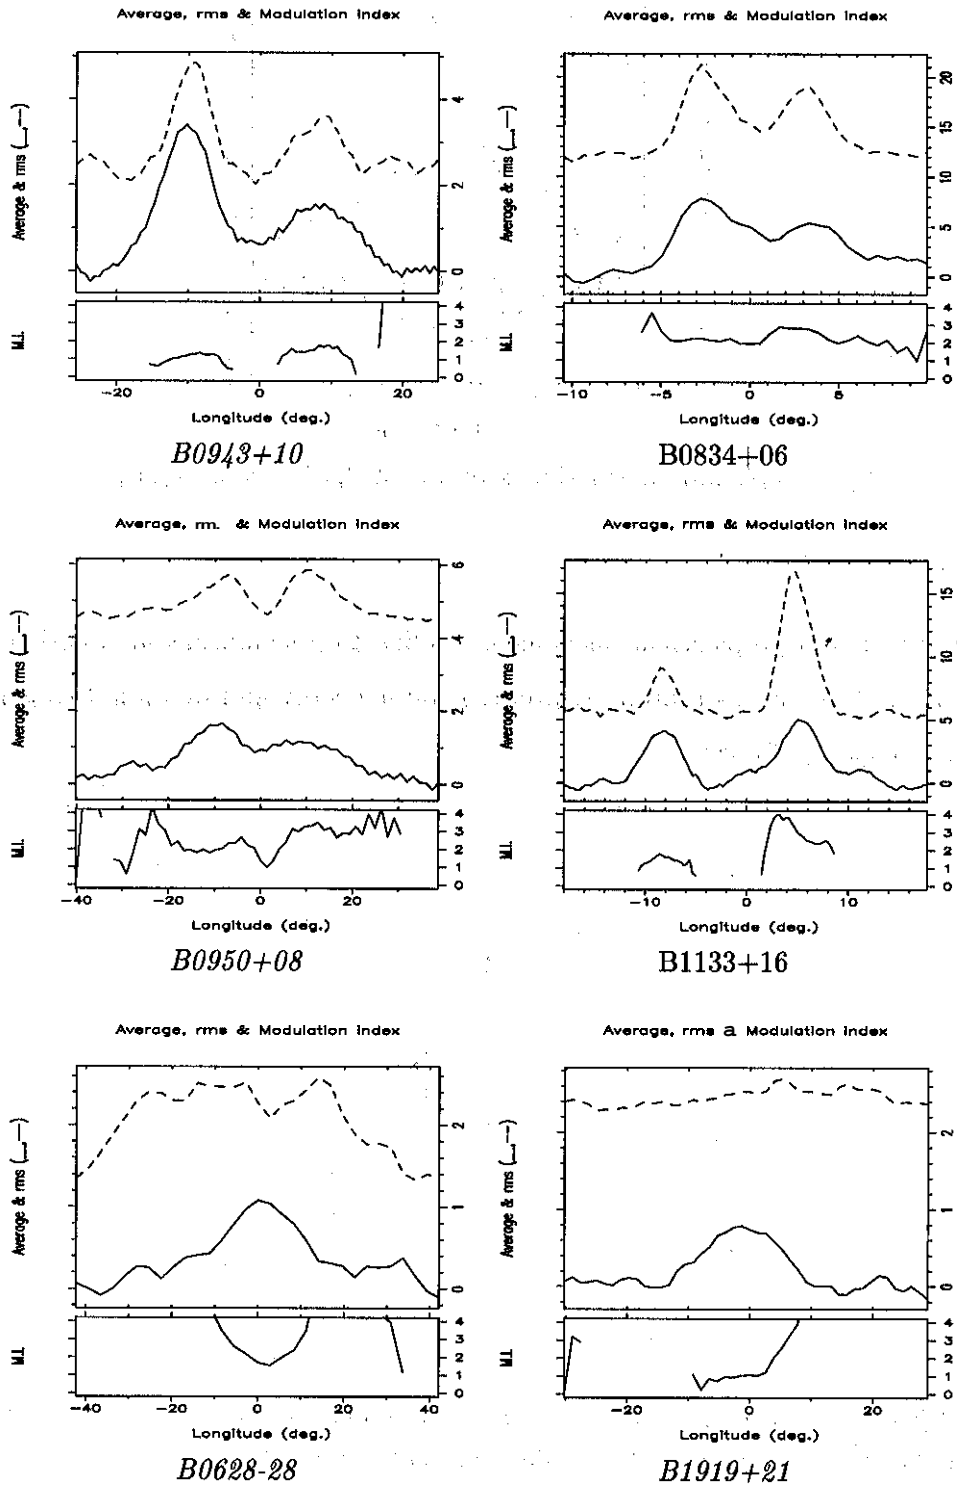 Average, rms & Modulation Index
Average & rms (__,--)
0 2 4
M.I.
0 1 2 3 4
-20 0 20
Longitude (deg.)
B0943+10
Average, rms & Modulation Index
Average & rms (__,--)
0 5 10 15 20
M.I.
0 1 2 3 4
-10 -5 0 5
Longitude (deg.)
B0834+06
Average, rm. & Modulation Index
Average & rms (__,--)
0 2 4 6
M.I.
0 1 2 3 4
-40 -20 0 20
Longitude (deg.)
B0950+08
Average, rms & Modulation Index
Average & rms (__,--)
0 5 10 15
M.I.
0 1 2 3 4
-10 0 10
Longitude (deg.)
B1133+16
Average, rms & Modulation Index
Average & rms (__,--)
0 1 2
M.I.
0 1 2 3 4
-40 -20 0 20 40
Longitude (deg.)
B0628-28
Average, rms a Modulation Index
Average & rms (__,--)
0 1 2
M.I.
0 1 2 3 4
-20 0 20
Longitude (deg.)
B1919+21